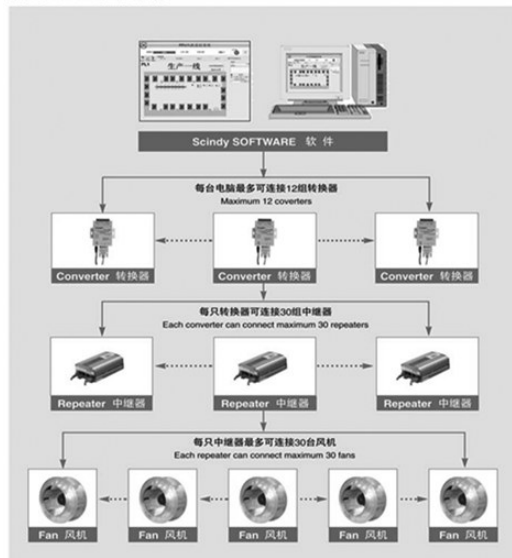 生产一线
Scindy SOFTWARE 软 件
每台电脑最多可连接12组转换器
Maximum 12 coverters
Converter 转换器
Converter 转换器
Converter 转换器
每只转换器可连接30组中继器
Each converter can connect maximum 30 repeaters
Repeater 中继器
Repeater 中继器
Repeater 中继器
每只中继器最多可连接30台风机
Each repeater can connect maximum 30 fans
Fan 风机
Fan 风机
Fan 风机
Fan 风机
Fan 风机